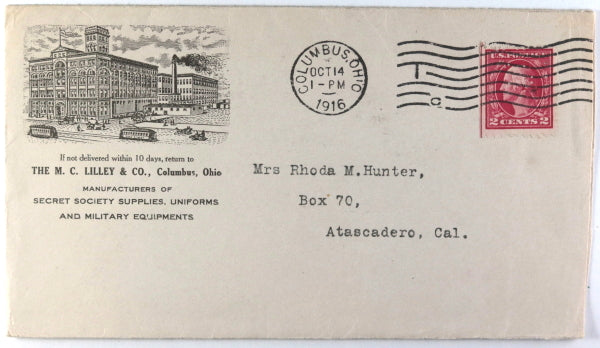 If not delivered within 10 days, return to
THE M. C. LILLEY & CO., Columbus, Ohio
MANUFACTURERS OF
SECRET SOCIETY SUPPLIES, UNIFORMS
AND MILITARY EQUIPMENTS
COLUMBUS, OHIO
OCT 14
1-PM
1916
U.S. POSTAGE
2 CENTS 2
Mrs Rhoda M.Hunter,
Box 70,
Atascadero, Cal.